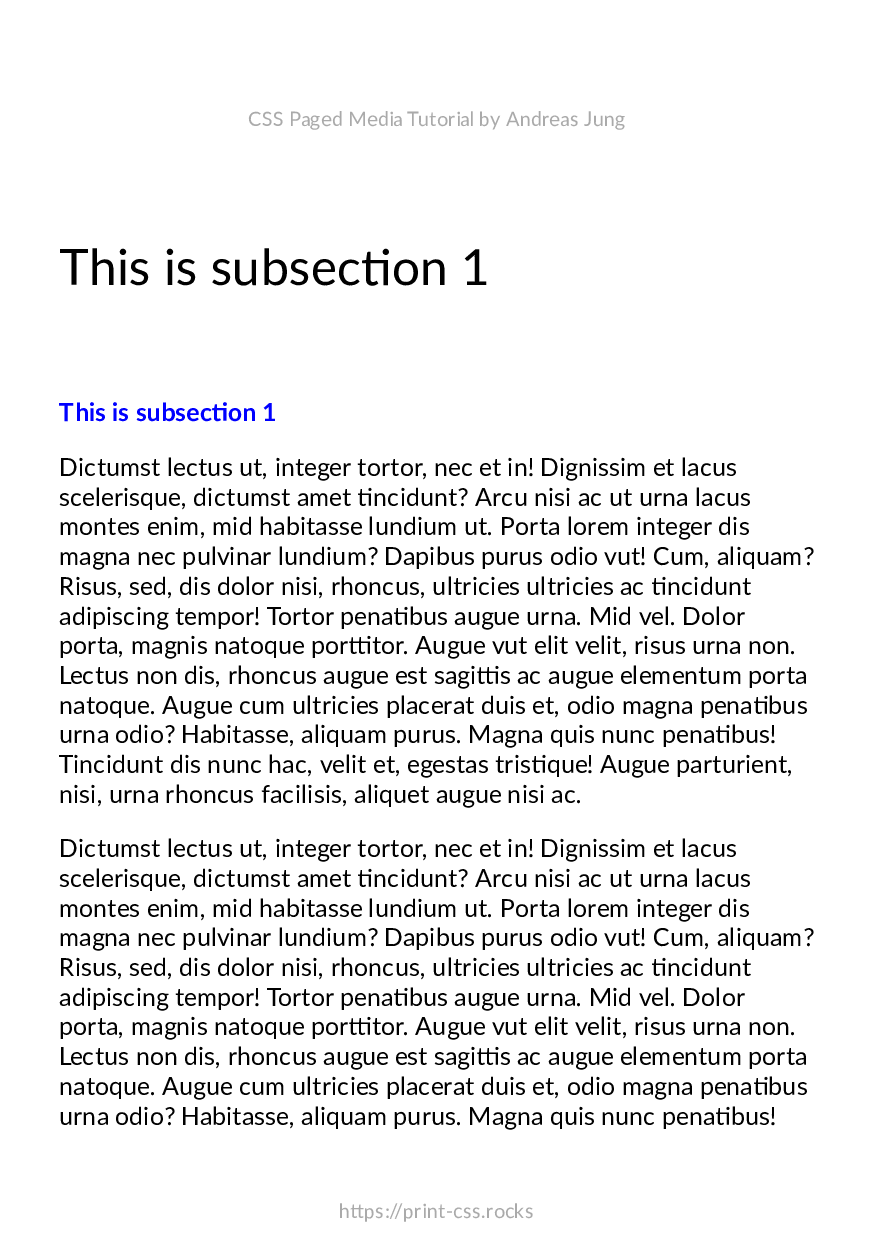 CSS Paged Media Tutorial by Andreas Jung
This is subsection 1
This is subsection 1
Dictumst lectus ut, integer tortor, nec et in! Dignissim et lacus
scelerisque, dictumst amet tincidunt? Arcu nisi ac ut urna lacus
montes enim, mid habitasse lundium ut. Porta lorem integer dis
magna nec pulvinar lundium? Dapibus purus odio vut! Cum, aliquam?
Risus, sed, dis dolor nisi, rhoncus, ultricies ultricies ac tincidunt
adipiscing tempor! Tortor penatibus augue urna. Mid vel. Dolor
porta, magnis natoque porttitor. Augue vut elit velit, risus urna non.
Lectus non dis, rhoncus augue est sagittis ac augue elementum porta
natoque. Augue cum ultricies placerat duis et, odio magna penatibus
urna odio? Habitasse, aliquam purus. Magna quis nunc penatibus!
Tincidunt dis nunc hac, velit et, egestas tristique! Augue parturient,
nisi, urna rhoncus facilisis, aliquet augue nisi ac.
Dictumst lectus ut, integer tortor, nec et in! Dignissim et lacus
scelerisque, dictumst amet tincidunt? Arcu nisi ac ut urna lacus
montes enim, mid habitasse lundium ut. Porta lorem integer dis
magna nec pulvinar lundium? Dapibus purus odio vut! Cum, aliquam?
Risus, sed, dis dolor nisi, rhoncus, ultricies ultricies ac tincidunt
adipiscing tempor! Tortor penatibus augue urna. Mid vel. Dolor
porta, magnis natoque porttitor. Augue vut elit velit, risus urna non.
Lectus non dis, rhoncus augue est sagittis ac augue elementum porta
natoque. Augue cum ultricies placerat duis et, odio magna penatibus
urna odio? Habitasse, aliquam purus. Magna quis nunc penatibus!
https://print-css.rocks